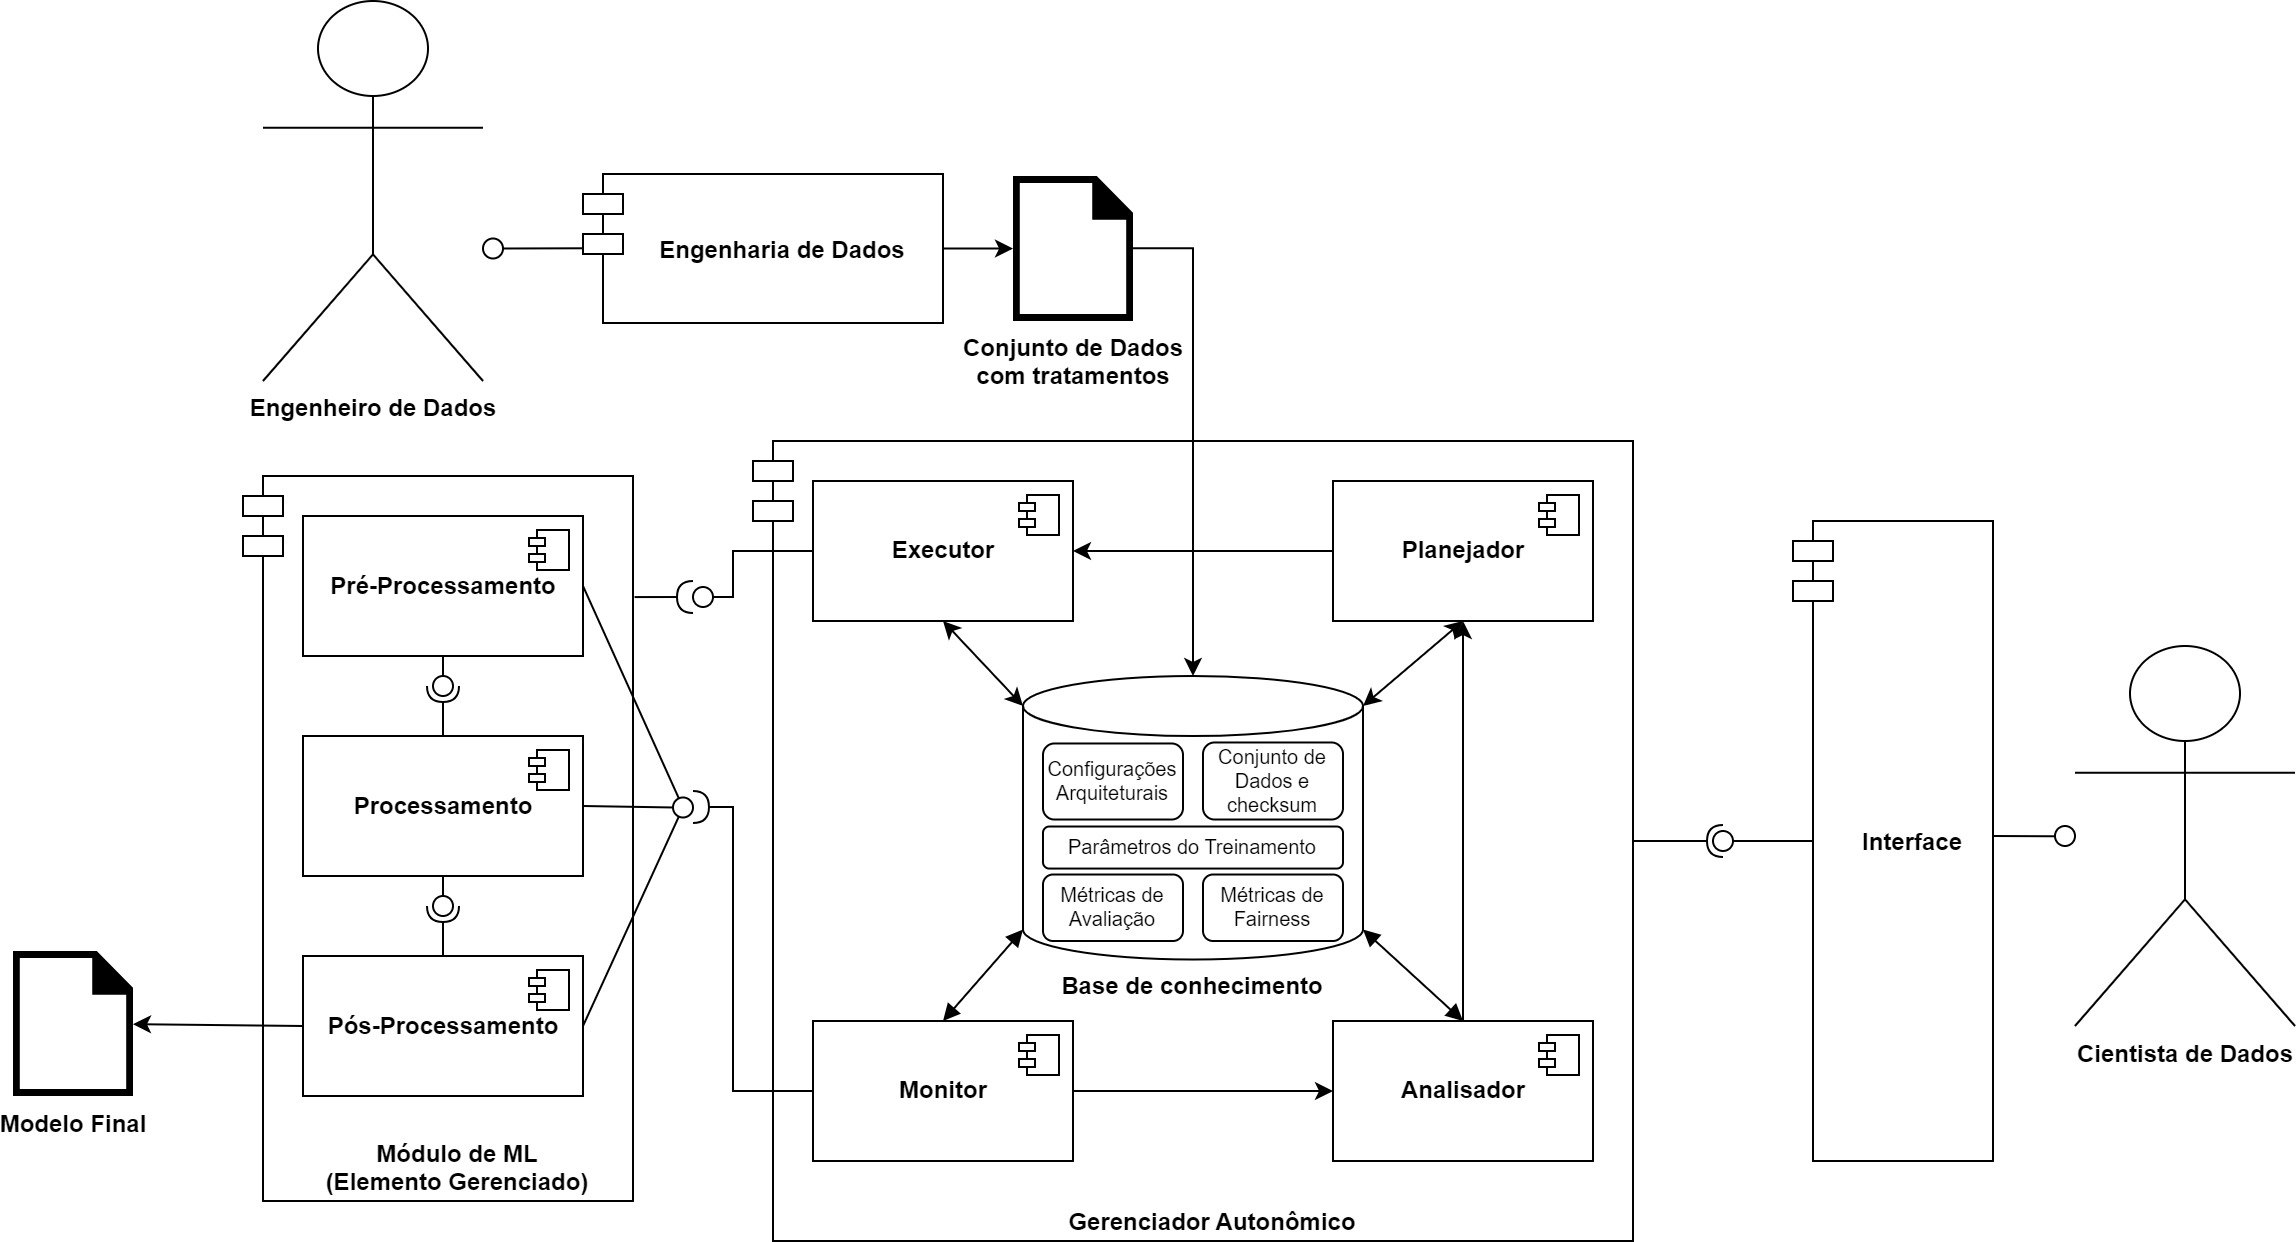 Engenharia de Dados
Conjunto de Dados
com tratamentos
Engenheiro de Dados
Pré-Processamento
Processamento
Pós-Processamento
Modelo Final
Módulo de ML
(Elemento Gerenciado)
Executor
Planejador
Configurações
Arquiteturais
Conjunto de
Dados e
checksum
Parâmetros do Treinamento
Métricas de
Avaliação
Métricas de
Fairness
Base de conhecimento
Monitor
Analisador
Gerenciador Autonômico
Interface
Cientista de Dados